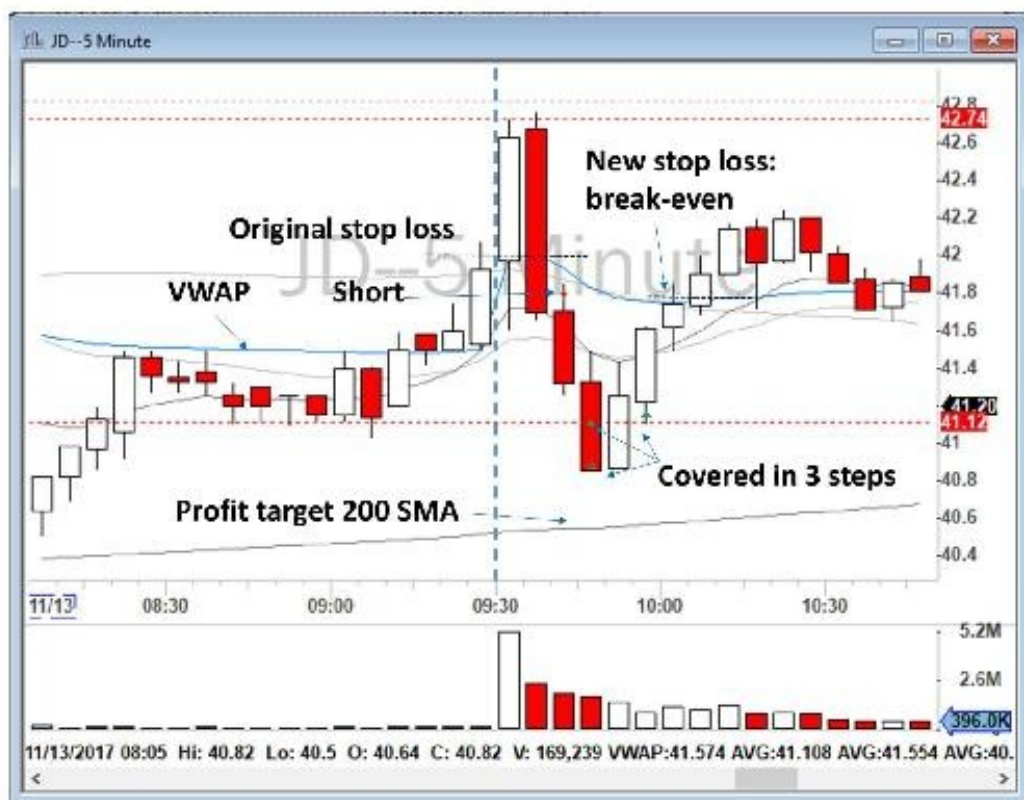 JD--5 Minute
JD--5 Minute
42.8
42.74
42.6
42.4
42.2
42
41.8
41.6
41.4
41.20
41.12
41
40.8
40.6
40.4
New stop loss:
break-even
Original stop loss
VWAP
Short
Covered in 3 steps
Profit target 200 SMA
11/13
08:30
09:00
09:30
10:00
10:30
5.2M
2.6M
396.0K
11/13/2017 08:05 Hi: 40.82 Lo: 40.5 O: 40.64 C: 40.82 V: 169,239 VWAP:41.574 AVG:41.108 AVG:41.554 AVG:40.